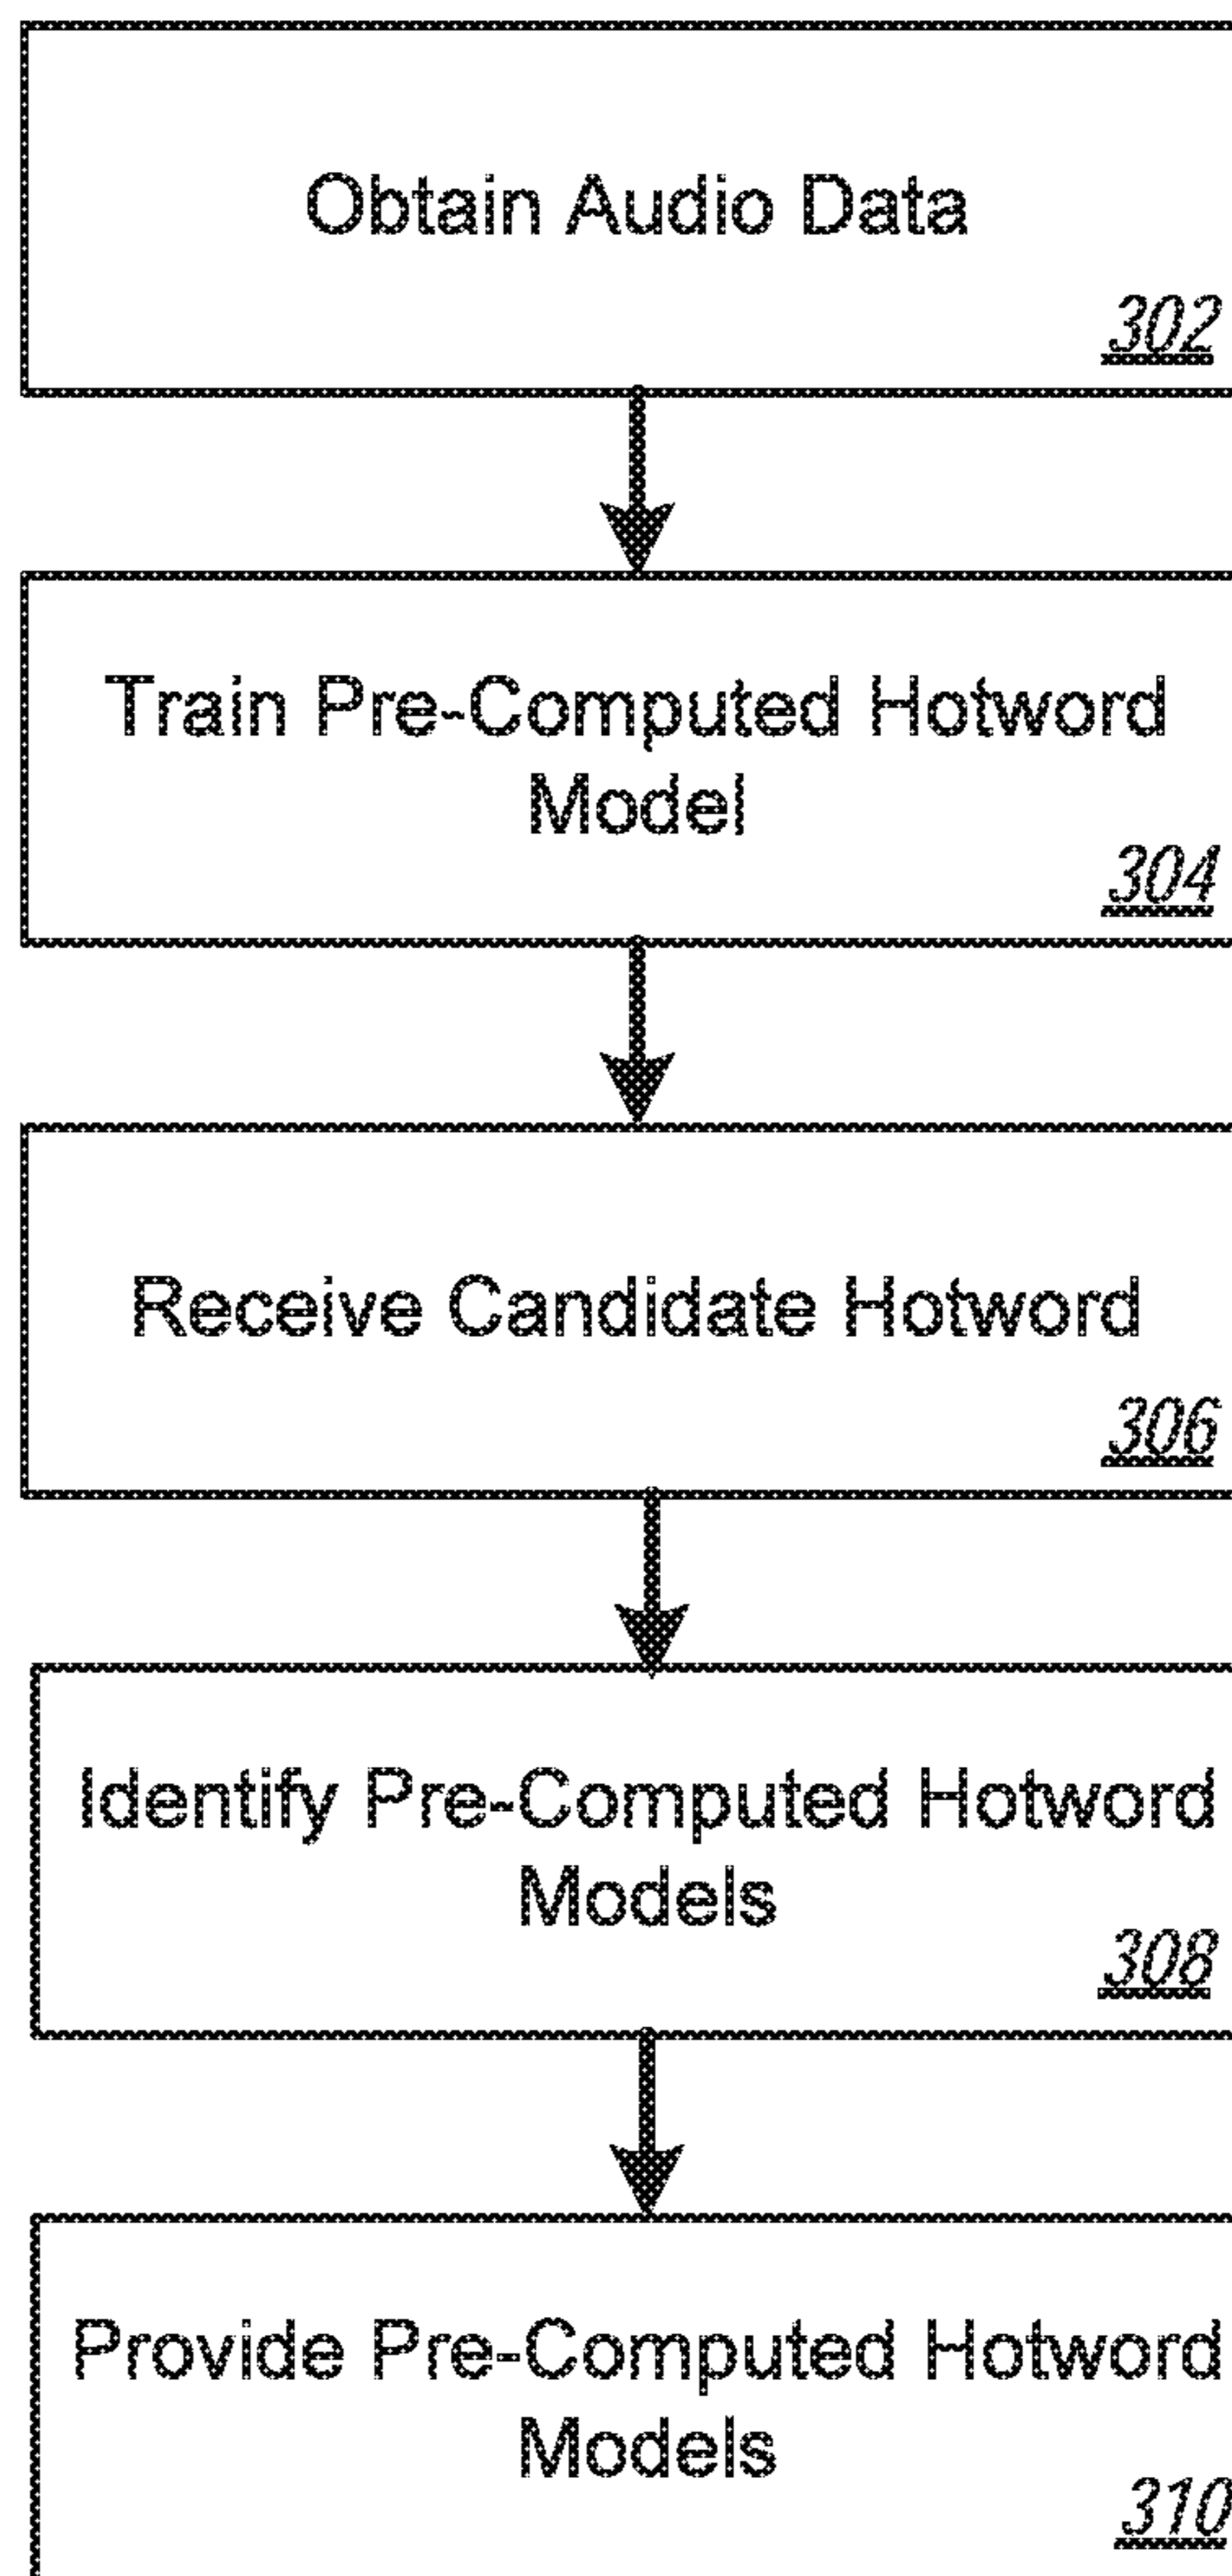 Obtain Audio Data
302
Train Pre-Computed Hotword
Model
304
Receive Candidate Hotword
306
Identify Pre-Computed Hotword
Models
308
Provide Pre-Computed Hotword
Models
310